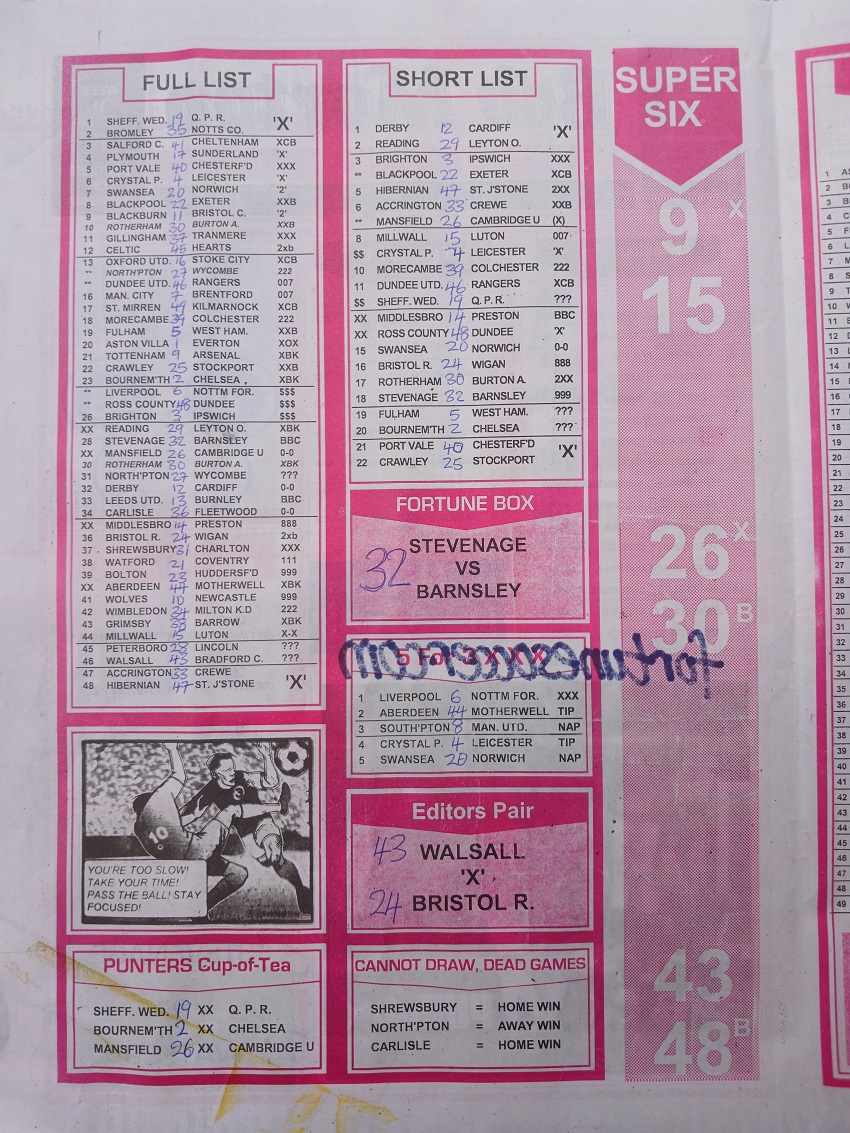 FULL LIST
1 SHEFF. WED. 19 Q. P. R. 'X'
2 BROMLEY 35 NOTTS CO.
3 SALFORD C. 41 CHELTENHAM XCB
4 PLYMOUTH 17 SUNDERLAND 'X'
5 PORT VALE 40 CHESTERF'D XXX
6 CRYSTAL P. 4 LEICESTER 'X'
7 SWANSEA 20 NORWICH '2'
8 BLACKPOOL 22 EXETER XXB
9 BLACKBURN 11 BRISTOL C. '2'
10 ROTHERHAM 30 BURTON A. XXB
11 GILLINGHAM 37 TRANMERE XXX
12 CELTIC 45 HEARTS 2xb
13 OXFORD UTD. 16 STOKE CITY XCB
** NORTH'PTON 27 WYCOMBE 222
** DUNDEE UTD. 46 RANGERS 007
16 MAN. CITY 7 BRENTFORD 007
17 ST. MIRREN 49 KILMARNOCK XCB
18 MORECAMBE 39 COLCHESTER 222
19 FULHAM 5 WEST HAM. XXB
20 ASTON VILLA 1 EVERTON XOX
21 TOTTENHAM 9 ARSENAL XBK
22 CRAWLEY 25 STOCKPORT XXB
23 BOURNEM'TH 2 CHELSEA , XBK
** LIVERPOOL 6 NOTTM FOR. $$$
** ROSS COUNTY 48 DUNDEE $$$
26 BRIGHTON 3 IPSWICH $$$
XX READING 29 LEYTON O. XBK
28 STEVENAGE 32 BARNSLEY BBC
XX MANSFIELD 26 CAMBRIDGE U 0-0
30 ROTHERHAM 30 BURTON A. XBK
31 NORTH'PTON 27 WYCOMBE ???
32 DERBY 12 CARDIFF 0-0
33 LEEDS UTD. 13 BURNLEY BBC
34 CARLISLE 36 FLEETWOOD 0-0
XX MIDDLESBRO 14 PRESTON 888
36 BRISTOL R. 24 WIGAN 2xb
37 - SHREWSBURY 31 CHARLTON XXX
38 WATFORD 21 COVENTRY 111
39 BOLTON 23 HUDDERSF'D 999
XX ABERDEEN 44 MOTHERWELL XBK
41 WOLVES 10 NEWCASTLE 999
42 WIMBLEDON MILTON K.D 222
43 GRIMSBY 38 BARROW XBK
44 MILLWALL 15 LUTON X-X
45 PETERBORO 28 LINCOLN ???
46 WALSALL 43 BRADFORD C. ???
47 ACCRINGTON 33 CREWE 'X'
48 HIBERNIAN 47 ST. J'STONE
YOU'RE TOO SLOW!
TAKE YOUR TIME!
PASS THE BALL! STAY
FOCUSED!
10
PUNTERS Cup-of-Tea
SHEFF. WED. 19 XX Q. P. R.
BOURNEM'TH 2 XX CHELSEA
MANSFIELD 26 XX CAMBRIDGE U
SHORT LIST
1 DERBY 12 CARDIFF 'X'
2 READING 29 LEYTON O.
3 BRIGHTON 3 IPSWICH XXX
** BLACKPOOL 22 EXETER XCB
5 HIBERNIAN 47 ST. J'STONE 2XX
6 ACCRINGTON 33 CREWE XXB
** MANSFIELD 26 CAMBRIDGE U (X)
8 MILLWALL 15 LUTON 007
$$ CRYSTAL P. 4 LEICESTER 'X'
10 MORECAMBE 39 COLCHESTER 222
11 DUNDEE UTD. 46 RANGERS XCB
$$ SHEFF. WED. 19 Q. P. R. ???
XX MIDDLESBRO 14 PRESTON BBC
XX ROSS COUNTY 48 DUNDEE 'X'
15 SWANSEA 20 NORWICH 0-0
16 BRISTOL R. 24 WIGAN 888
17 ROTHERHAM 30 BURTON A. 2XX
18 STEVENAGE 32 BARNSLEY 999
19 FULHAM 5 WEST HAM. ???
20 BOURNEM'TH 2 CHELSEA ???
21 PORT VALE 40 CHESTERF'D 'X'
22 CRAWLEY 25 STOCKPORT
FORTUNE BOX
STEVENAGE
32 VS
BARNSLEY
5 For
fortunesoccer.com
1 LIVERPOOL 6 NOTTM FOR. XXX
2 ABERDEEN 44 MOTHERWELL TIP
3 SOUTH'PTON 8 MAN. UTD. NAP
4 CRYSTAL P. 4 LEICESTER TIP
5 SWANSEA 20 NORWICH NAP
Editors Pair
43 WALSALL
'X'
24 BRISTOL R.
CANNOT DRAW, DEAD GAMES
SHREWSBURY = HOME WIN
NORTH'PTON = AWAY WIN
CARLISLE = HOME WIN
SUPER
SIX
9 X
15
26 X
30 B
43
48 B